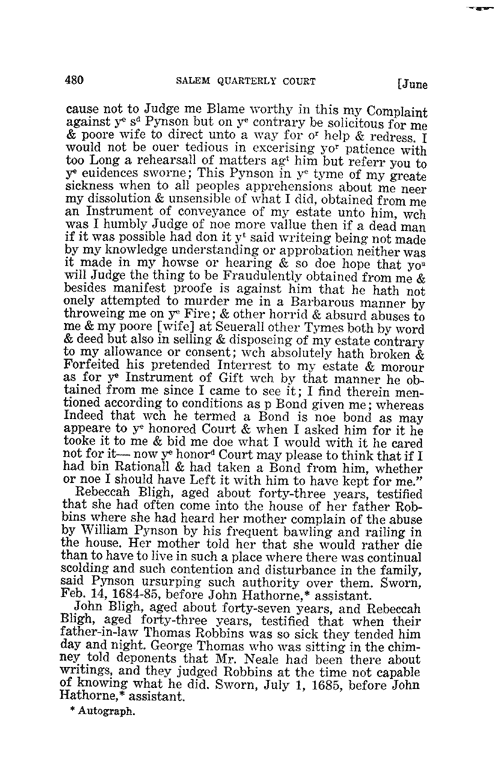 480 SALEM QUARTERLY COURT [June
cause not to Judge me Blame worthy in this my Complaint
against yᵉ sᵈ Pynson but on yᵉ contrary be solicitous for me
& poore wife to direct unto a way for oʳ help & redress. I
would not be ouer tedious in excerising yoʳ patience with
too Long a rehearsall of matters agᵗ him but referr you to
yᵉ euidences sworne; This Pynson in yᵉ tyme of my greate
sickness when to all peoples apprehensions about me neer
my dissolution & unsensible of what I did, obtained from me
an Instrument of conveyance of my estate unto him, wch
was I humbly Judge of noe more vallue then if a dead man
if it was possible had don it yᵗ said writeing being not made
by my knowledge understanding or approbation neither was
it made in my howse or hearing & so doe hope that yoᵘ
will Judge the thing to be Fraudulently obtained from me &
besides manifest proofe is against him that he hath not
onely attempted to murder me in a Barbarous manner by
throweing me on yᵉ Fire; & other horrid & absurd abuses to
me & my poore [wife] at Seuerall other Tymes both by word
& deed but also in selling & disposeing of my estate contrary
to my allowance or consent; wch absolutely hath broken &
Forfeited his pretended Interrest to my estate & morour
as for yᵉ Instrument of Gift wch by that manner he ob-
tained from me since I came to see it; I find therein men-
tioned according to conditions as p Bond given me; whereas
Indeed that wch he termed a Bond is noe bond as may
appeare to yᵉ honored Court & when I asked him for it he
tooke it to me & bid me doe what I would with it he cared
not for it— now yᵉ honorᵈ Court may please to think that if I
had bin Rationall & had taken a Bond from him, whether
or noe I should have Left it with him to have kept for me."
Rebeccah Bligh, aged about forty-three years, testified
that she had often come into the house of her father Rob-
bins where she had heard her mother complain of the abuse
by William Pynson by his frequent bawling and railing in
the house. Her mother told her that she would rather die
than to have to live in such a place where there was continual
scolding and such contention and disturbance in the family,
said Pynson ursurping such authority over them. Sworn,
Feb. 14, 1684-85, before John Hathorne,* assistant.
John Bligh, aged about forty-seven years, and Rebeccah
Bligh, aged forty-three years, testified that when their
father-in-law Thomas Robbins was so sick they tended him
day and night. George Thomas who was sitting in the chim-
ney told deponents that Mr. Neale had been there about
writings, and they judged Robbins at the time not capable
of knowing what he did. Sworn, July 1, 1685, before John
Hathorne,* assistant.
* Autograph.